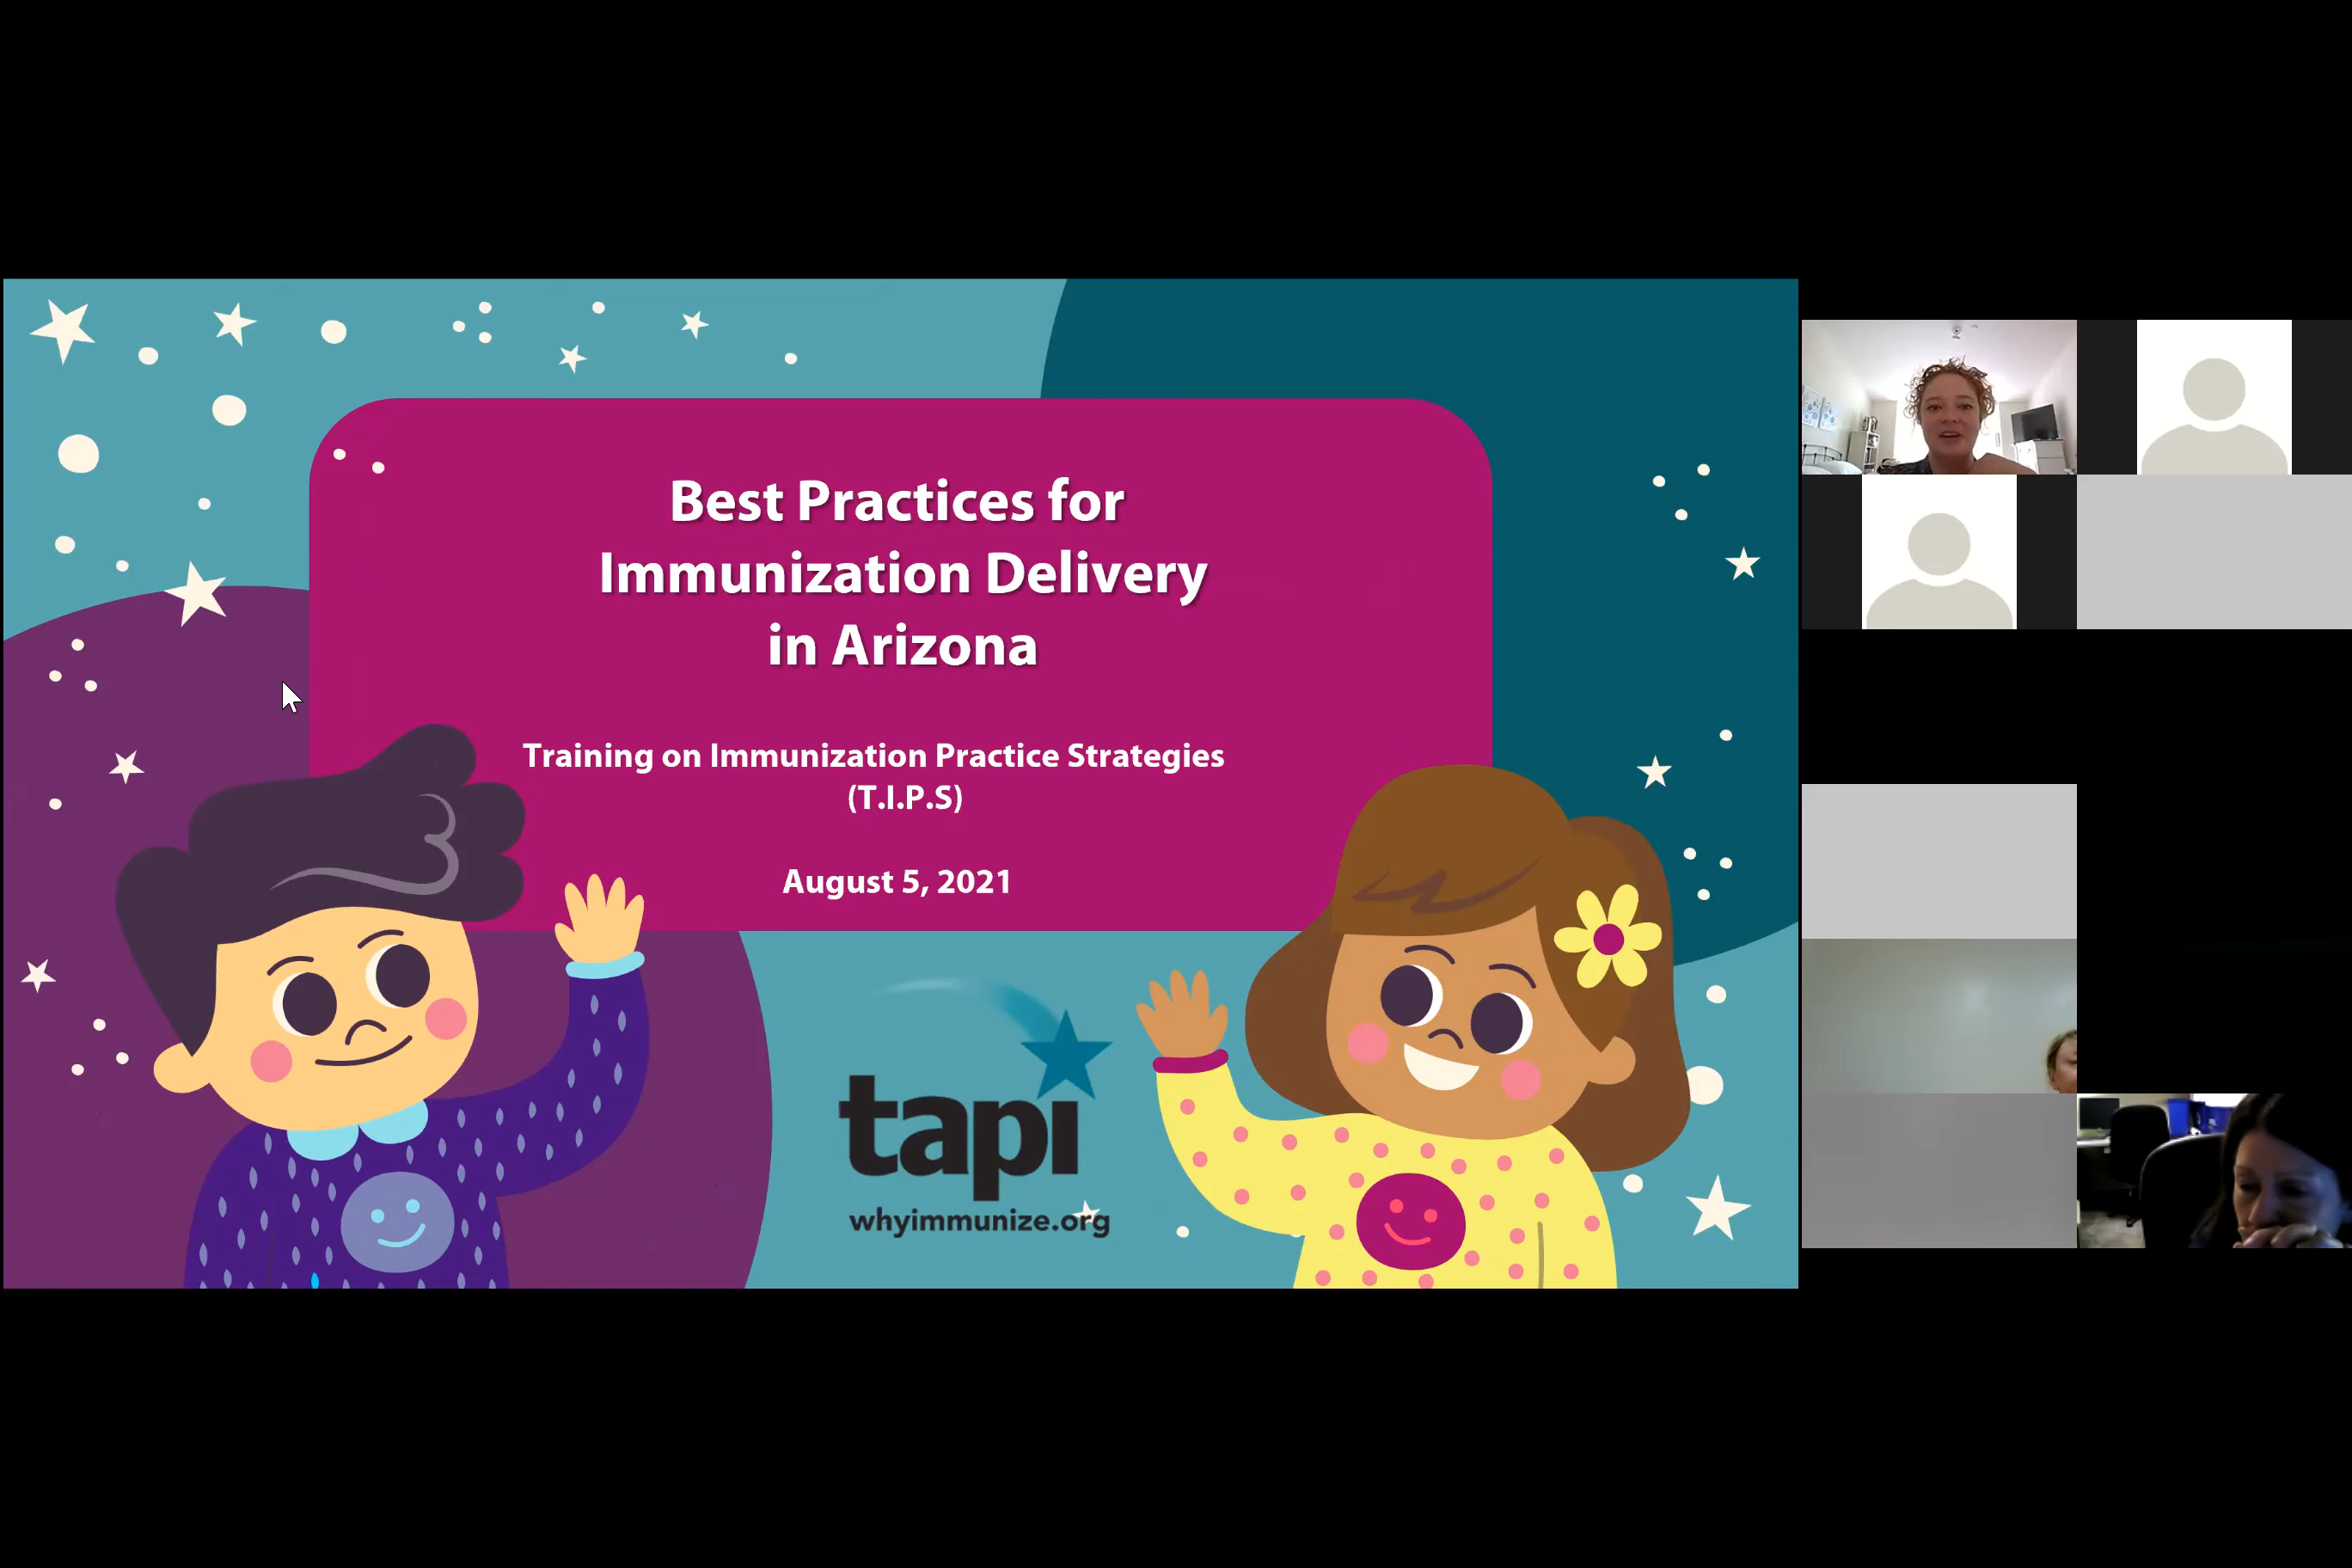 Best Practices for
Immunization Delivery
in Arizona
Training on Immunization Practice Strategies
(T.I.P.S)
August 5, 2021
tapi
whyimmunize.org